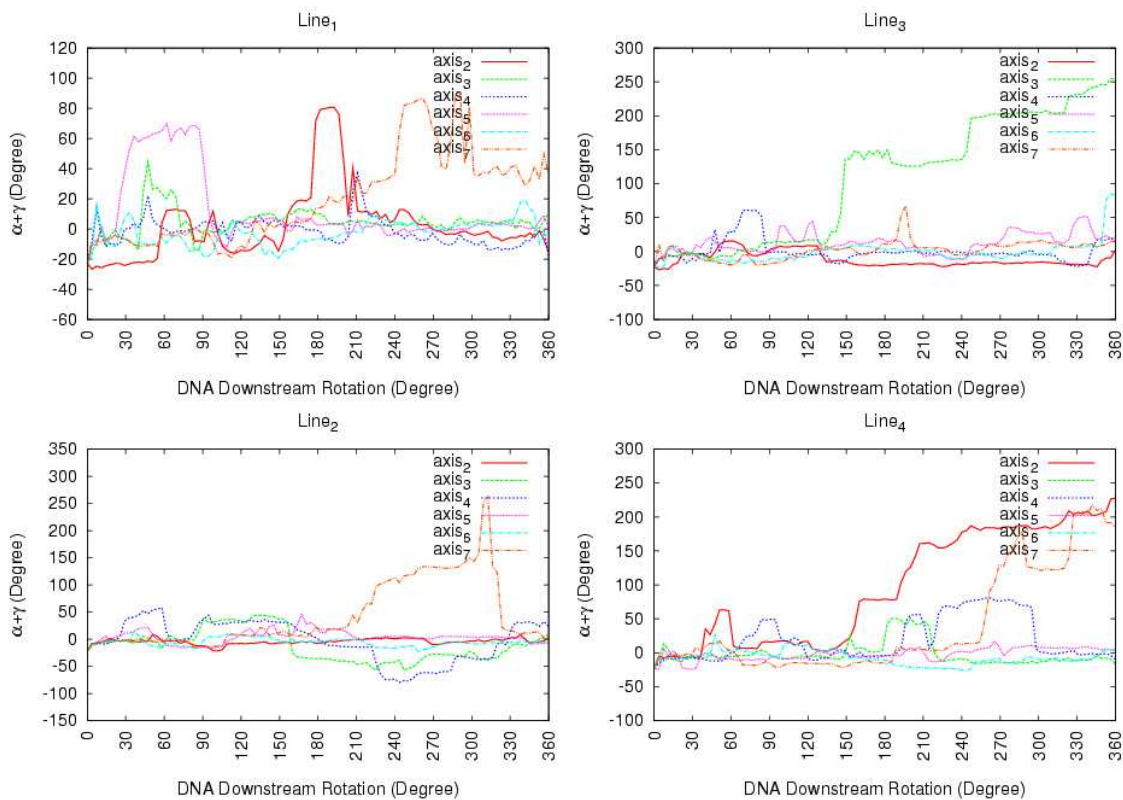 Line1
120
100
80
60
40
20
0
-20
-40
-60
α+γ (Degree)
axis2
axis3
axis4
axis5
axis6
axis7
0 30 60 90 120 150 180 210 240 270 300 330 360
DNA Downstream Rotation (Degree)
Line3
300
250
200
150
100
50
0
-50
-100
α+γ (Degree)
axis2
axis3
axis4
axis5
axis6
axis7
0 30 60 90 120 150 180 210 240 270 300 330 360
DNA Downstream Rotation (Degree)
Line2
350
300
250
200
150
100
50
0
-50
-100
-150
α+γ (Degree)
axis2
axis3
axis4
axis5
axis6
axis7
0 30 60 90 120 150 180 210 240 270 300 330 360
DNA Downstream Rotation (Degree)
Line4
300
250
200
150
100
50
0
-50
-100
α+γ (Degree)
axis2
axis3
axis4
axis5
axis6
axis7
0 30 60 90 120 150 180 210 240 270 300 330 360
DNA Downstream Rotation (Degree)